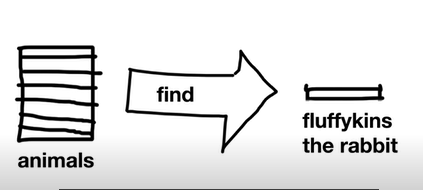 animals
find
fluffykins
the rabbit